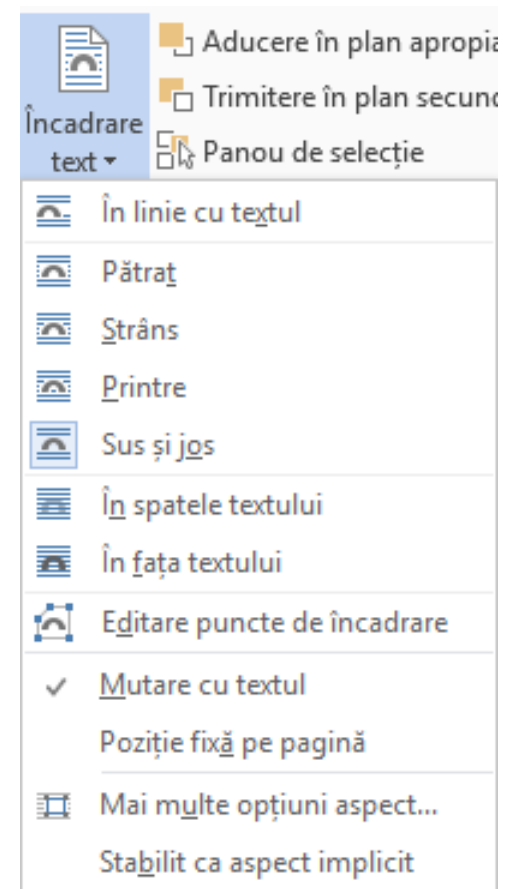 Aducere în plan apropia
Trimitere în plan secund
Încadrare
text
Panou de selecție
În linie cu textul
Pătrat
Strâns
Printre
Sus și jos
În spatele textului
În fața textului
Editare puncte de încadrare
Mutare cu textul
Poziție fixă pe pagină
Mai multe opțiuni aspect...
Stabilit ca aspect implicit